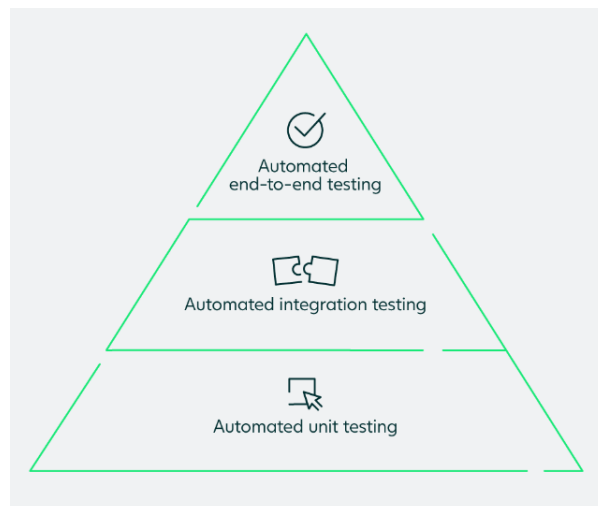 Automated
end-to-end testing
Automated integration testing
Automated unit testing